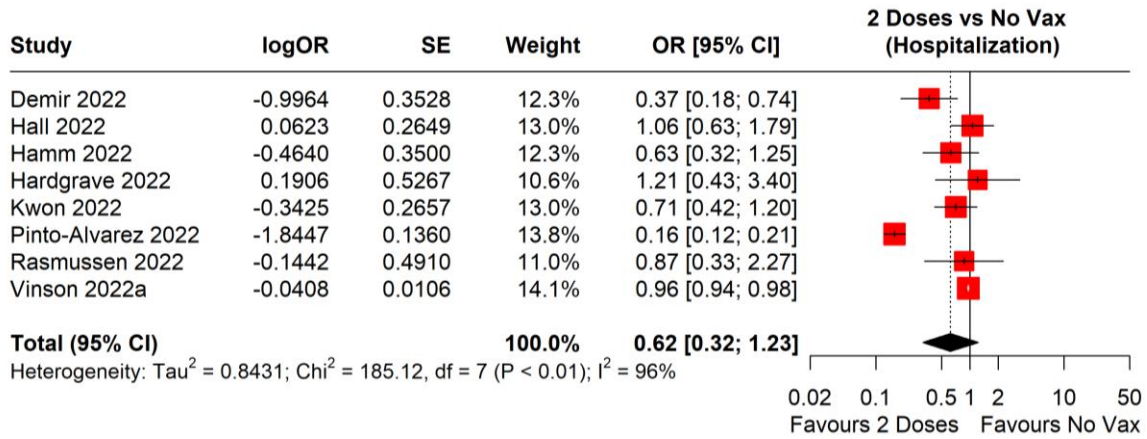 2 Doses vs No Vax
Study logOR SE Weight OR [95% CI] (Hospitalization)
Demir 2022 -0.9964 0.3528 12.3% 0.37 [0.18; 0.74]
Hall 2022 0.0623 0.2649 13.0% 1.06 [0.63; 1.79]
Hamm 2022 -0.4640 0.3500 12.3% 0.63 [0.32; 1.25]
Hardgrave 2022 0.1906 0.5267 10.6% 1.21 [0.43; 3.40]
Kwon 2022 -0.3425 0.2657 13.0% 0.71 [0.42; 1.20]
Pinto-Alvarez 2022 -1.8447 0.1360 13.8% 0.16 [0.12; 0.21]
Rasmussen 2022 -0.1442 0.4910 11.0% 0.87 [0.33; 2.27]
Vinson 2022a -0.0408 0.0106 14.1% 0.96 [0.94; 0.98]
Total (95% CI) 100.0% 0.62 [0.32; 1.23]
Heterogeneity: Tau² = 0.8431; Chi² = 185.12, df = 7 (P < 0.01); I² = 96%
0.02 0.1 0.5 1 2 10 50
Favours 2 Doses Favours No Vax